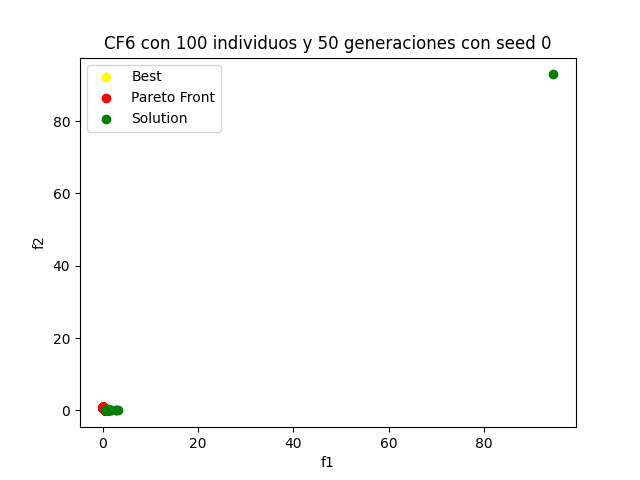 CF6 con 100 individuos y 50 generaciones con seed 0
Best
Pareto Front
Solution
80
60
40
20
0
f2
0 20 40 60 80
f1